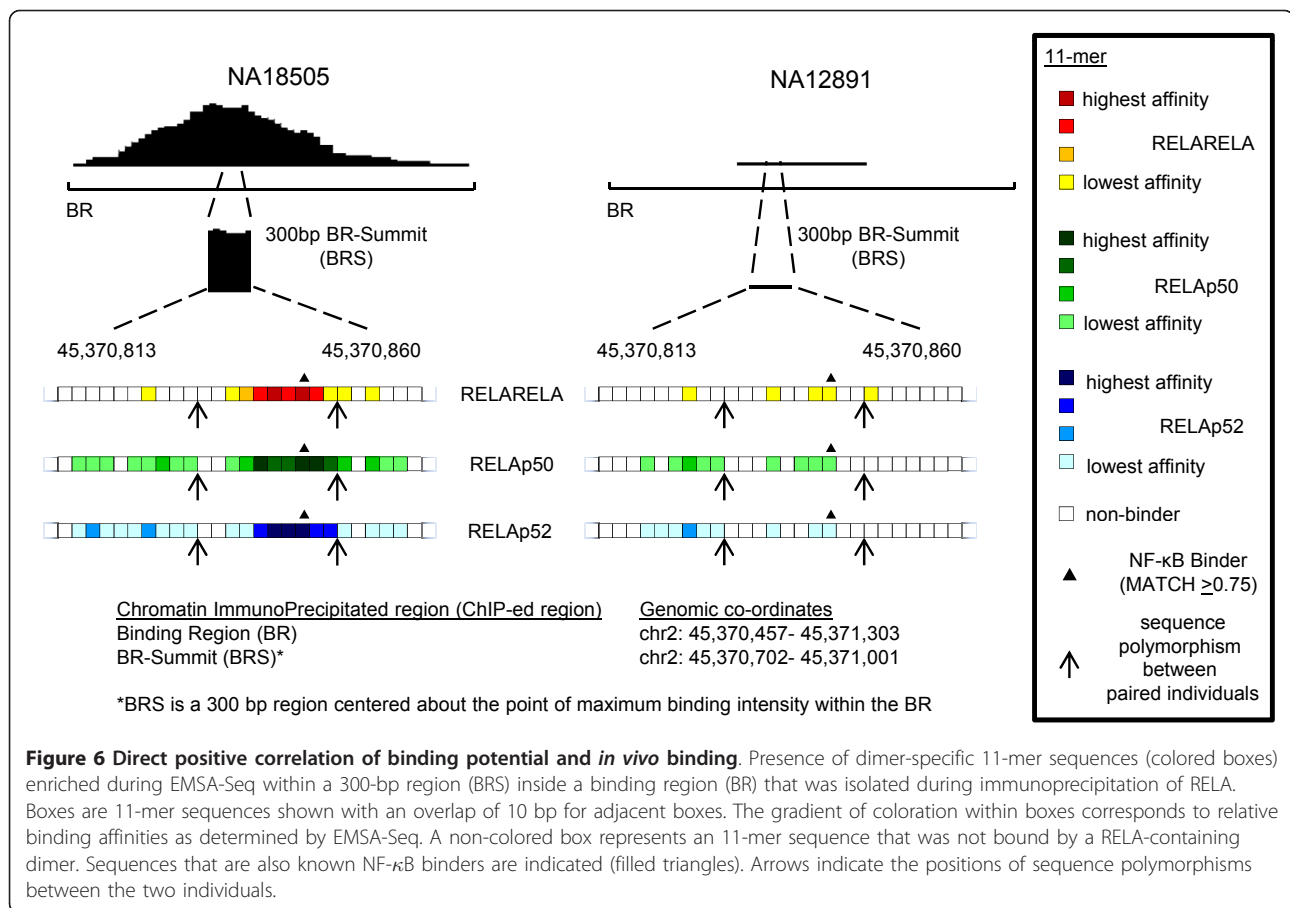 NA18505
NA12891
BR
BR
300bp BR-Summit
(BRS)
300bp BR-Summit
(BRS)
45,370,813
45,370,860
45,370,813
45,370,860
RELARELA
RELAp50
RELAp52
Chromatin ImmunoPrecipitated region (ChIP-ed region)
Genomic co-ordinates
Binding Region (BR)
chr2: 45,370,457- 45,371,303
BR-Summit (BRS)*
chr2: 45,370,702- 45,371,001
*BRS is a 300 bp region centered about the point of maximum binding intensity within the BR
11-mer
highest affinity
RELARELA
lowest affinity
highest affinity
RELAp50
lowest affinity
highest affinity
RELAp52
lowest affinity
non-binder
NF-κB Binder
(MATCH ≥0.75)
sequence
polymorphism
between
paired individuals
Figure 6 Direct positive correlation of binding potential and in vivo binding. Presence of dimer-specific 11-mer sequences (colored boxes)
enriched during EMSA-Seq within a 300-bp region (BRS) inside a binding region (BR) that was isolated during immunoprecipitation of RELA.
Boxes are 11-mer sequences shown with an overlap of 10 bp for adjacent boxes. The gradient of coloration within boxes corresponds to relative
binding affinities as determined by EMSA-Seq. A non-colored box represents an 11-mer sequence that was not bound by a RELA-containing
dimer. Sequences that are also known NF-κB binders are indicated (filled triangles). Arrows indicate the positions of sequence polymorphisms
between the two individuals.